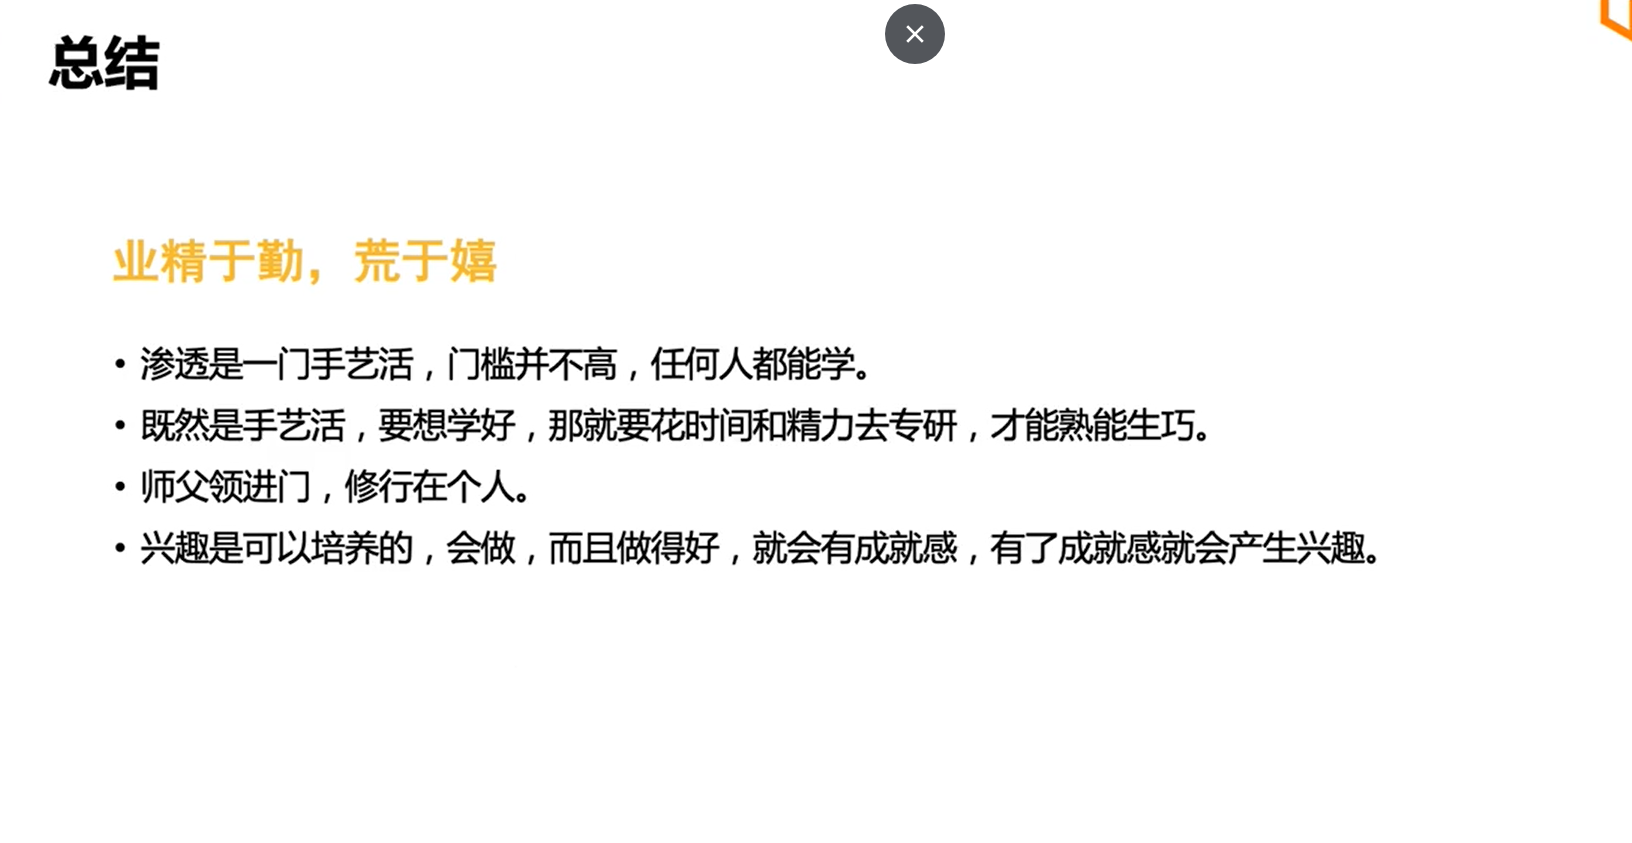 总结
业精于勤，荒于嬉
• 渗透是一门手艺活，门槛并不高，任何人都能学。
• 既然是手艺活，要想学好，那就要花时间和精力去专研，才能熟能生巧。
• 师父领进门，修行在个人。
• 兴趣是可以培养的，会做，而且做得好，就会有成就感，有了成就感就会产生兴趣。